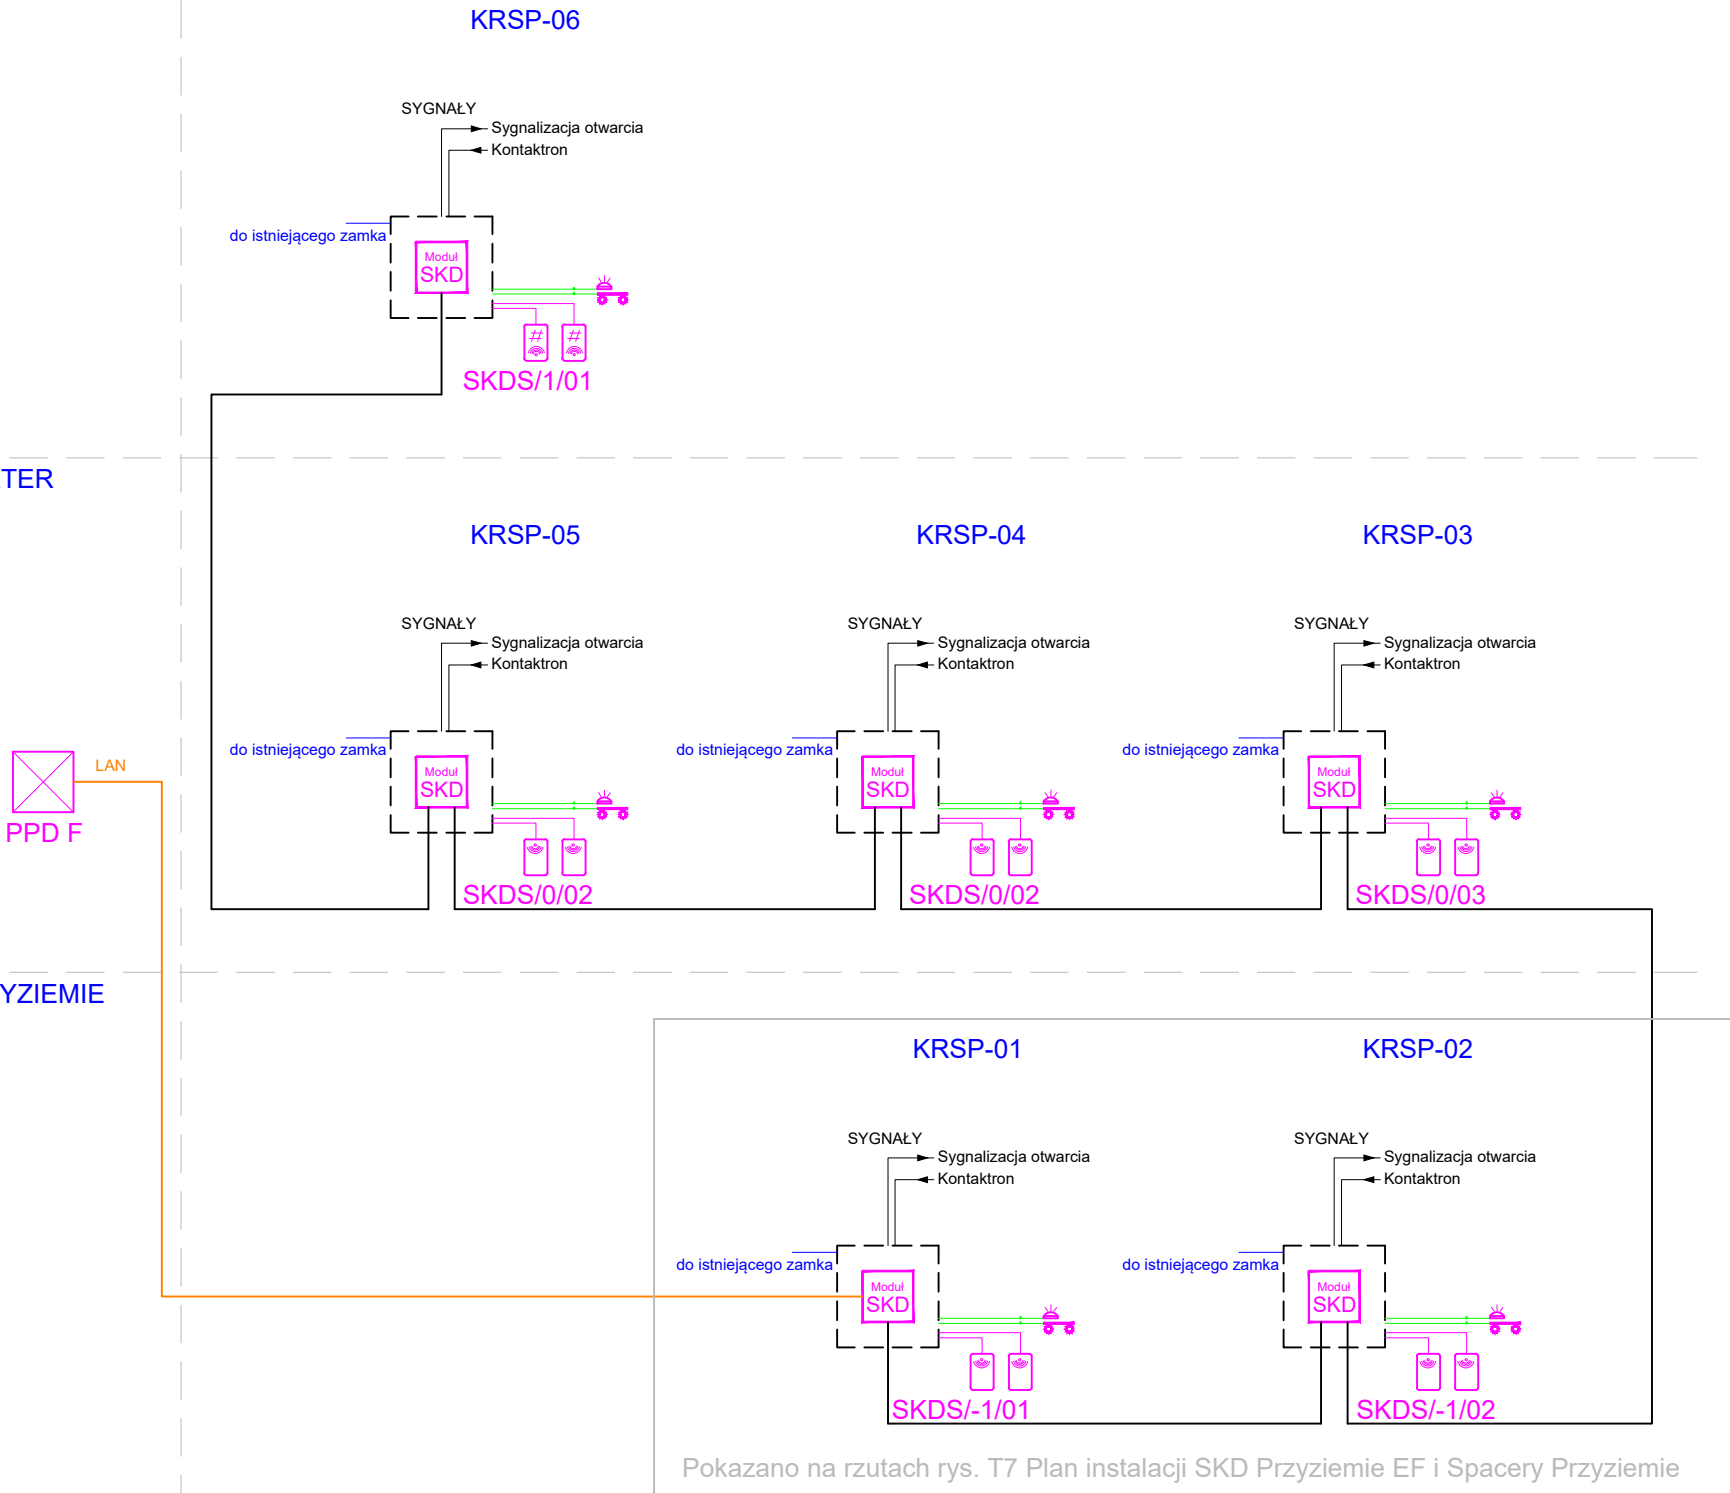 KRSP-06
SYGNAŁY
Sygnalizacja otwarcia
Kontaktron
do istniejącego zamka
Moduł
SKD
#
#
SKDS/1/01
TER
KRSP-05
KRSP-04
KRSP-03
SYGNAŁY
SYGNAŁY
SYGNAŁY
Sygnalizacja otwarcia
Sygnalizacja otwarcia
Sygnalizacja otwarcia
Kontaktron
Kontaktron
Kontaktron
do istniejącego zamka
do istniejącego zamka
do istniejącego zamka
LAN
Moduł
SKD
Moduł
SKD
Moduł
SKD
PPD F
SKDS/0/02
SKDS/0/02
SKDS/0/03
YZIEMIE
KRSP-01
KRSP-02
SYGNAŁY
SYGNAŁY
Sygnalizacja otwarcia
Sygnalizacja otwarcia
Kontaktron
Kontaktron
do istniejącego zamka
do istniejącego zamka
Moduł
SKD
Moduł
SKD
SKDS/-1/01
SKDS/-1/02
Pokazano na rzutach rys. T7 Plan instalacji SKD Przyziemie EF i Spacery Przyziemie